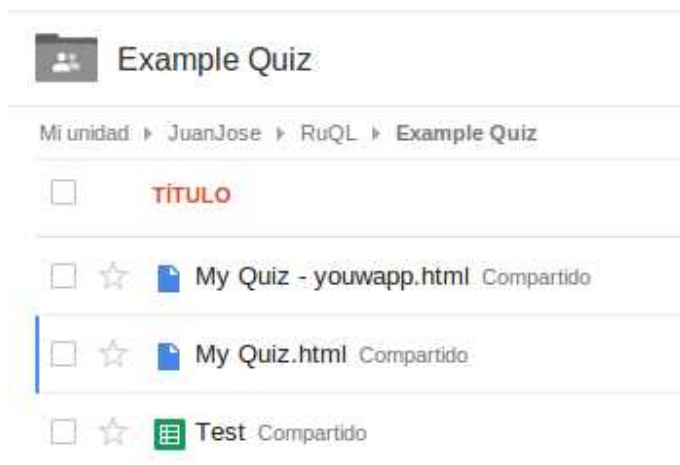 Example Quiz
Mi unidad JuanJose RuQL Example Quiz
TÍTULO
My Quiz - youwapp.html Compartido
My Quiz.html Compartido
Test Compartido